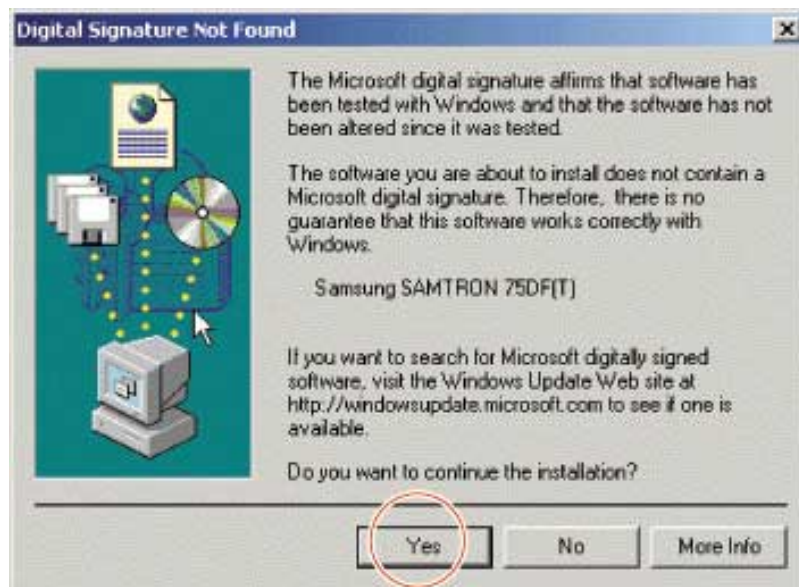 Digital Signature Not Found
The Microsoft digital signature affirms that software has
been tested with Windows and that the software has not
been altered since it was tested.
The software you are about to install does not contain a
Microsoft digital signature. Therefore, there is no
guarantee that this software works correctly with
Windows.
Samsung SAMTRON 75DF(T)
If you want to search for Microsoft digitally signed
software, visit the Windows Update Web site at
http://windowsupdate.microsoft.com to see if one is
available.
Do you want to continue the installation?
Yes
No
More Info